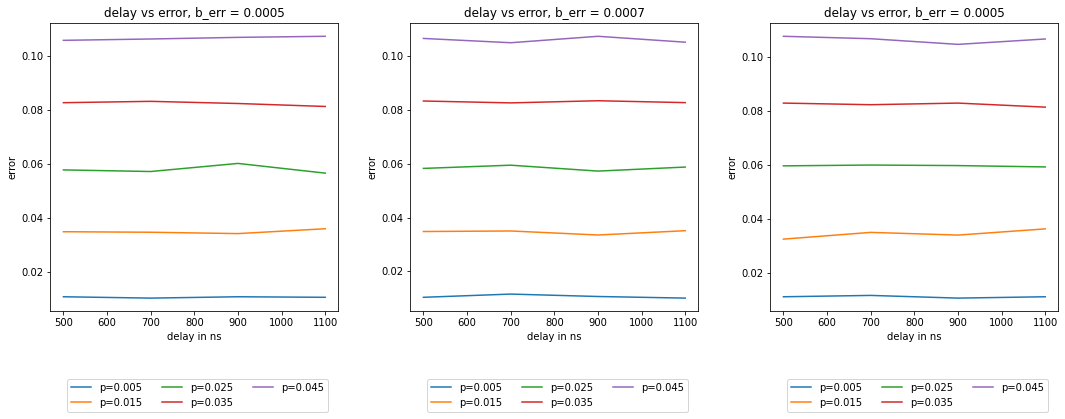 delay vs error, b_err = 0.0005
error
0.10
0.08
0.06
0.04
0.02
500 600 700 800 900 1000 1100
delay in ns
p=0.005 p=0.025 p=0.045
p=0.015 p=0.035
delay vs error, b_err = 0.0007
error
0.10
0.08
0.06
0.04
0.02
500 600 700 800 900 1000 1100
delay in ns
p=0.005 p=0.025 p=0.045
p=0.015 p=0.035
delay vs error, b_err = 0.0005
error
0.10
0.08
0.06
0.04
0.02
500 600 700 800 900 1000 1100
delay in ns
p=0.005 p=0.025 p=0.045
p=0.015 p=0.035